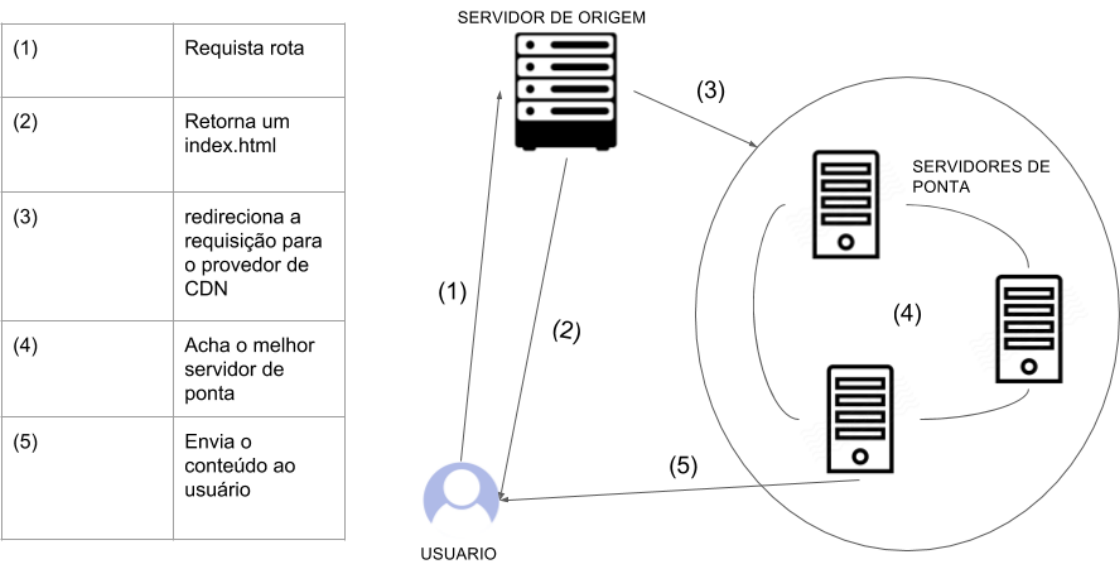 (1)
Requista rota
(2)
Retorna um
index.html
(3)
redireciona a
requisição para
o provedor de
CDN
(4)
Acha o melhor
servidor de
ponta
(5)
Envia o
conteúdo ao
usuário
SERVIDOR DE ORIGEM
(3)
SERVIDORES DE
PONTA
(1)
(2)
(4)
(5)
USUARIO